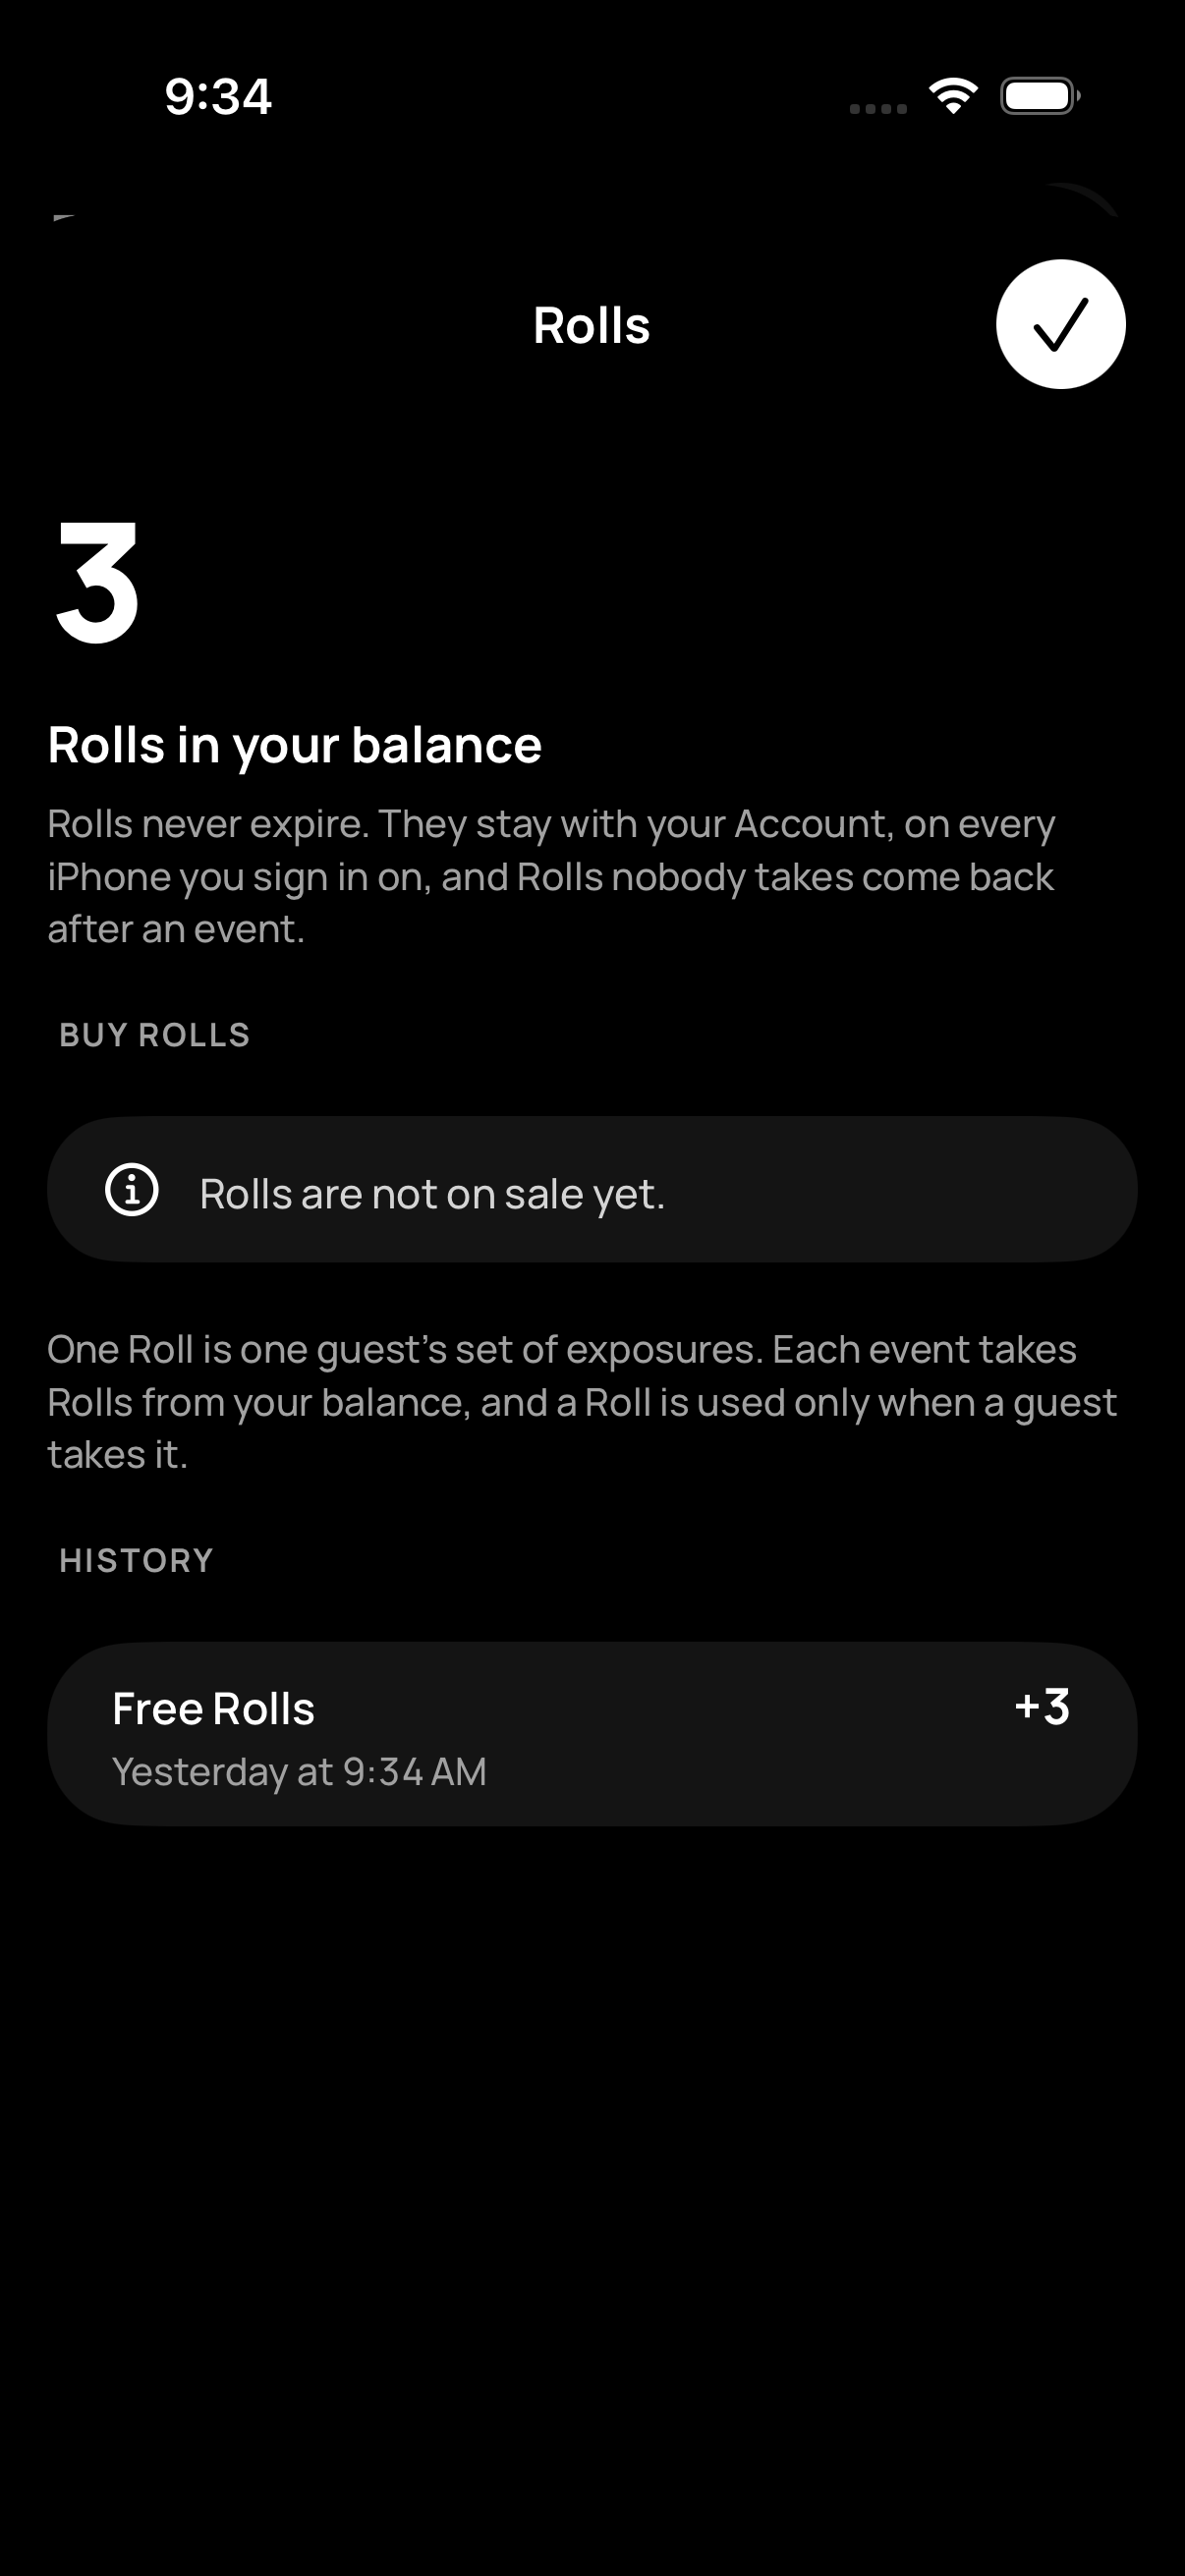 9:34
Rolls
3
Rolls in your balance
Rolls never expire. They stay with your Account, on every
iPhone you sign in on, and Rolls nobody takes come back
after an event.
BUY ROLLS
Rolls are not on sale yet.
One Roll is one guest’s set of exposures. Each event takes
Rolls from your balance, and a Roll is used only when a guest
takes it.
HISTORY
Free Rolls
+3
Yesterday at 9:34 AM